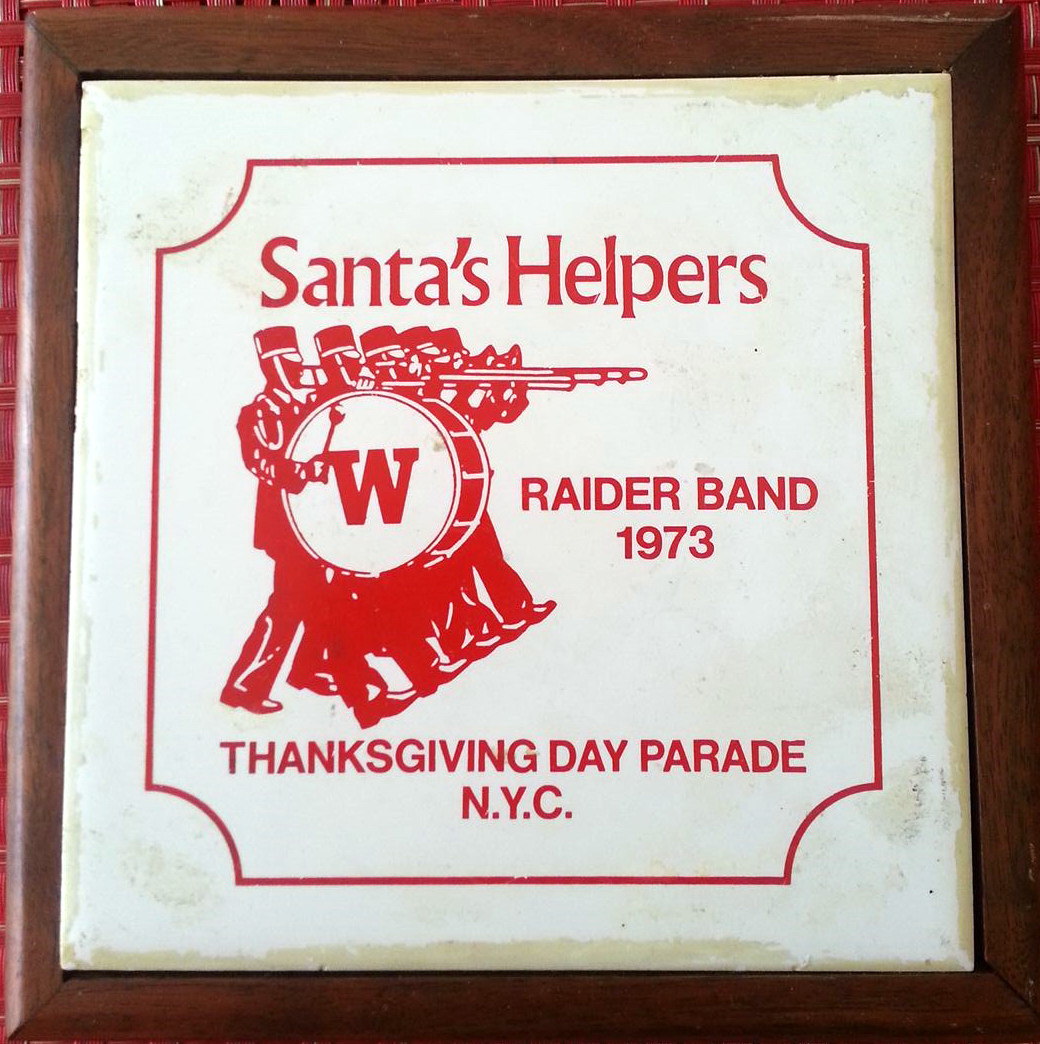 Santa's Helpers
W
RAIDER BAND
1973
THANKSGIVING DAY PARADE
N.Y.C.